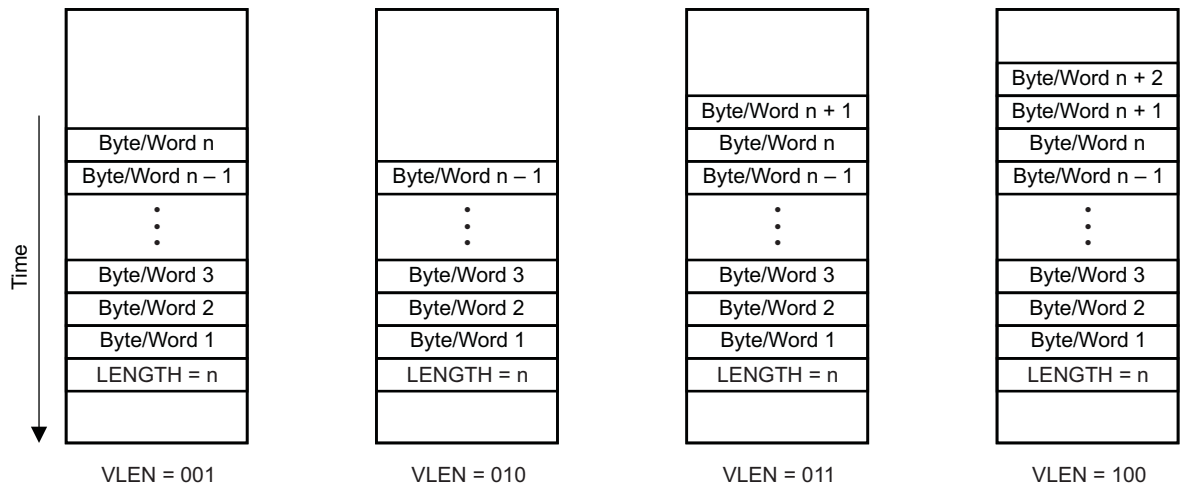 Time
Byte/Word n
Byte/Word n – 1
Byte/Word 3
Byte/Word 2
Byte/Word 1
LENGTH = n
VLEN = 001
Byte/Word n – 1
Byte/Word 3
Byte/Word 2
Byte/Word 1
LENGTH = n
VLEN = 010
Byte/Word n + 1
Byte/Word n
Byte/Word n – 1
Byte/Word 3
Byte/Word 2
Byte/Word 1
LENGTH = n
VLEN = 011
Byte/Word n + 2
Byte/Word n + 1
Byte/Word n
Byte/Word n – 1
Byte/Word 3
Byte/Word 2
Byte/Word 1
LENGTH = n
VLEN = 100